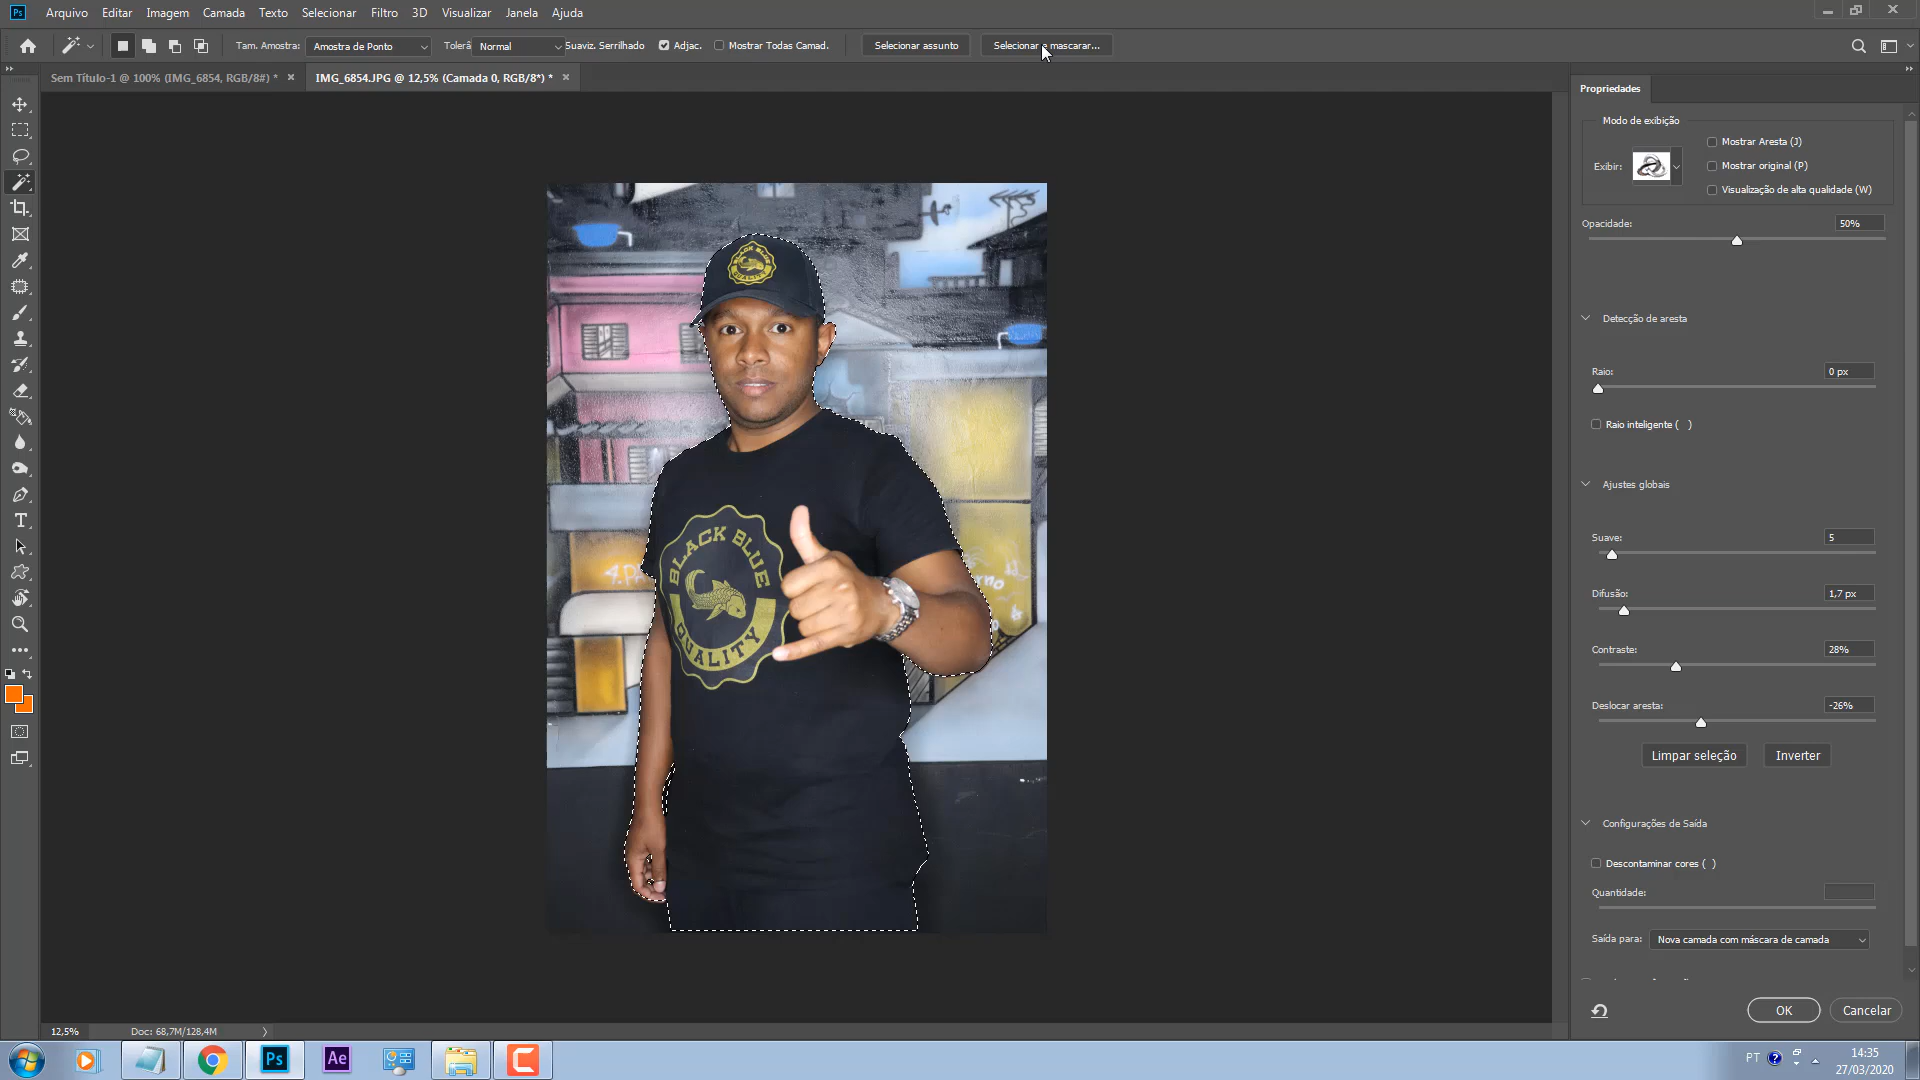 Ps Arquivo Editar Imagem Camada Texto Selecionar Filtro 3D Visualizar Janela Ajuda
Tam. Amostra: Amostra de Ponto Tolerâ Normal Suaviz. Serrilhado Adjac. Mostrar Todas Camad. Selecionar assunto Selecionar e mascarar...
Sem Título-1 @ 100% (IMG_6854, RGB/8#) * IMG_6854.JPG @ 12,5% (Camada 0, RGB/8*) *
Propriedades
Modo de exibição
Mostrar Aresta (J)
Exibir: Mostrar original (P)
Visualização de alta qualidade (W)
Opacidade: 50%
Detecção de aresta
Raio: 0 px
Raio inteligente ( )
Ajustes globais
Suave: 5
Difusão: 1,7 px
Contraste: 28%
Deslocar aresta: -26%
Limpar seleção Inverter
Configurações de Saída
Descontaminar cores ( )
Quantidade:
Saída para: Nova camada com máscara de camada
OK Cancelar
BLACK BLUE
QUALITY
BLACK BLUE
QUALITY
12,5% Doc: 68,7M/128,4M
Ps Ae PT 14:35
27/03/2020